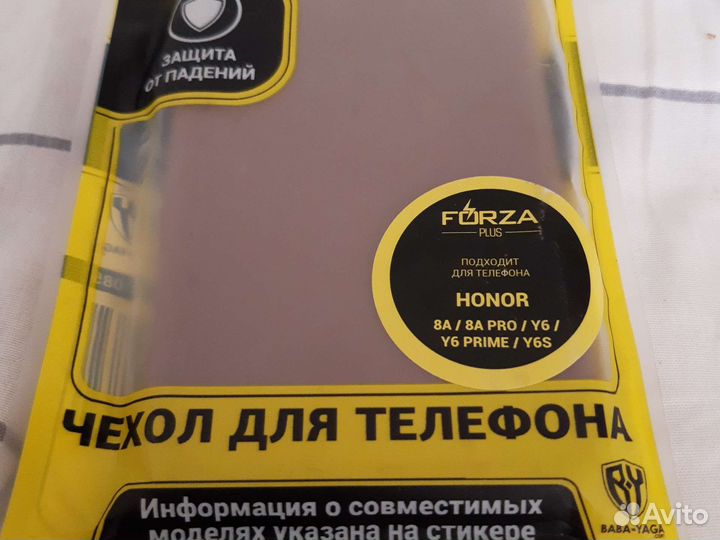 ЗАЩИТА
ОТ ПАДЕНИЙ
FORZA
PLUS
ПОДХОДИТ
ДЛЯ ТЕЛЕФОНА
HONOR
8A / 8A PRO / Y6 /
Y6 PRIME / Y6S
ЧЕХОЛ ДЛЯ ТЕЛЕФОНА
Информация о совместимых
моделях указана на стикере
B·Y
BABA-YAGA
Avito